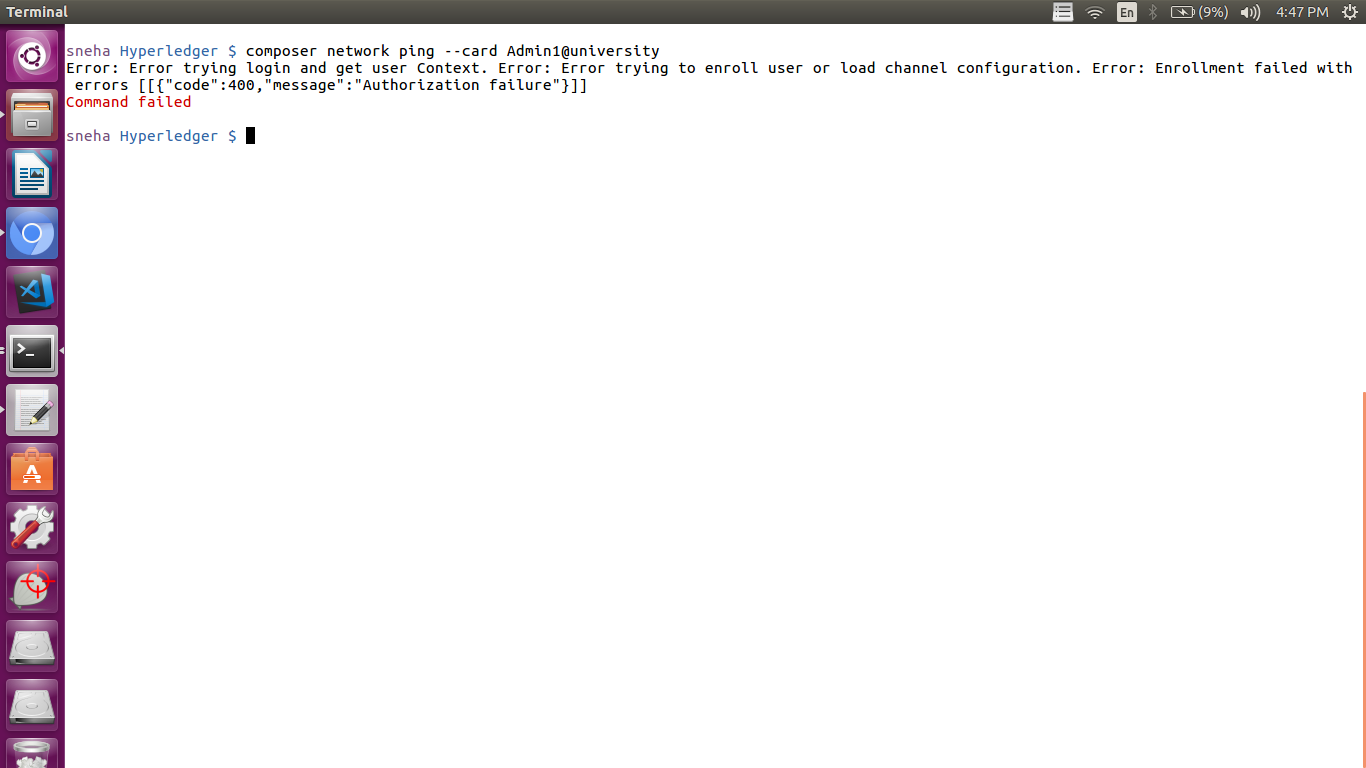 Terminal
En
(9%)
4:47 PM
sneha Hyperledger $ composer network ping --card Admin1@university
Error: Error trying login and get user Context. Error: Error trying to enroll user or load channel configuration. Error: Enrollment failed with
errors [[{"code":400,"message":"Authorization failure"}]]
Command failed
sneha Hyperledger $